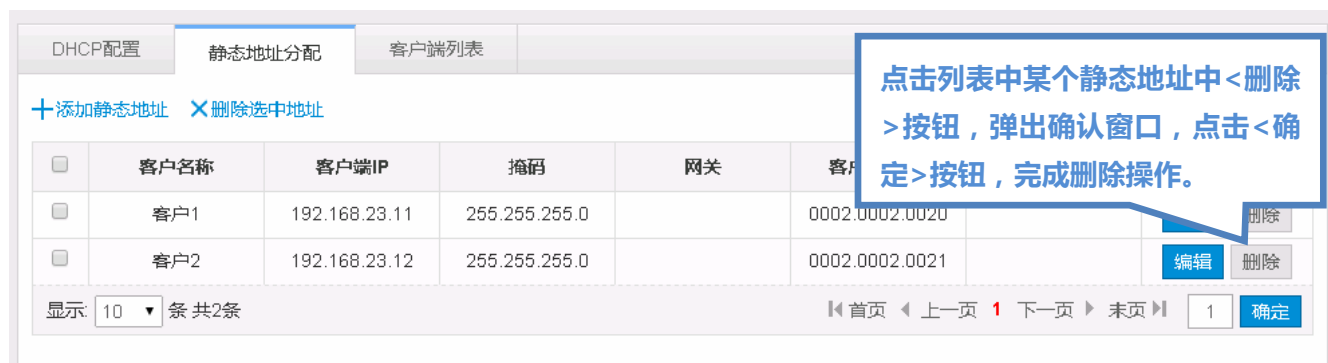 DHCP配置 静态地址分配 客户端列表
点击列表中某个静态地址中<删除
>按钮，弹出确认窗口，点击<确
定>按钮，完成删除操作。
添加静态地址 删除选中地址
客户名称 客户端IP 掩码 网关
客户1 192.168.23.11 255.255.255.0 0002.0002.0020 删除
客户2 192.168.23.12 255.255.255.0 0002.0002.0021 编辑 删除
显示: 10 条 共2条 首页 上一页 1 下一页 末页 1 确定